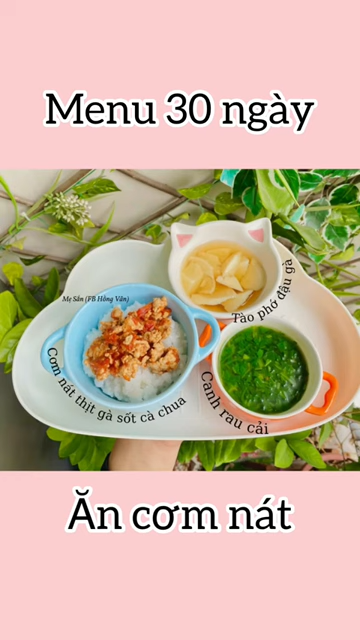 Menu 30 ngày
Mẹ Sân (FB Hồng Vân)
Tào phớ đậu gà
Cơm nát thịt gà sốt cà chua
Canh rau cải
Ăn cơm nát